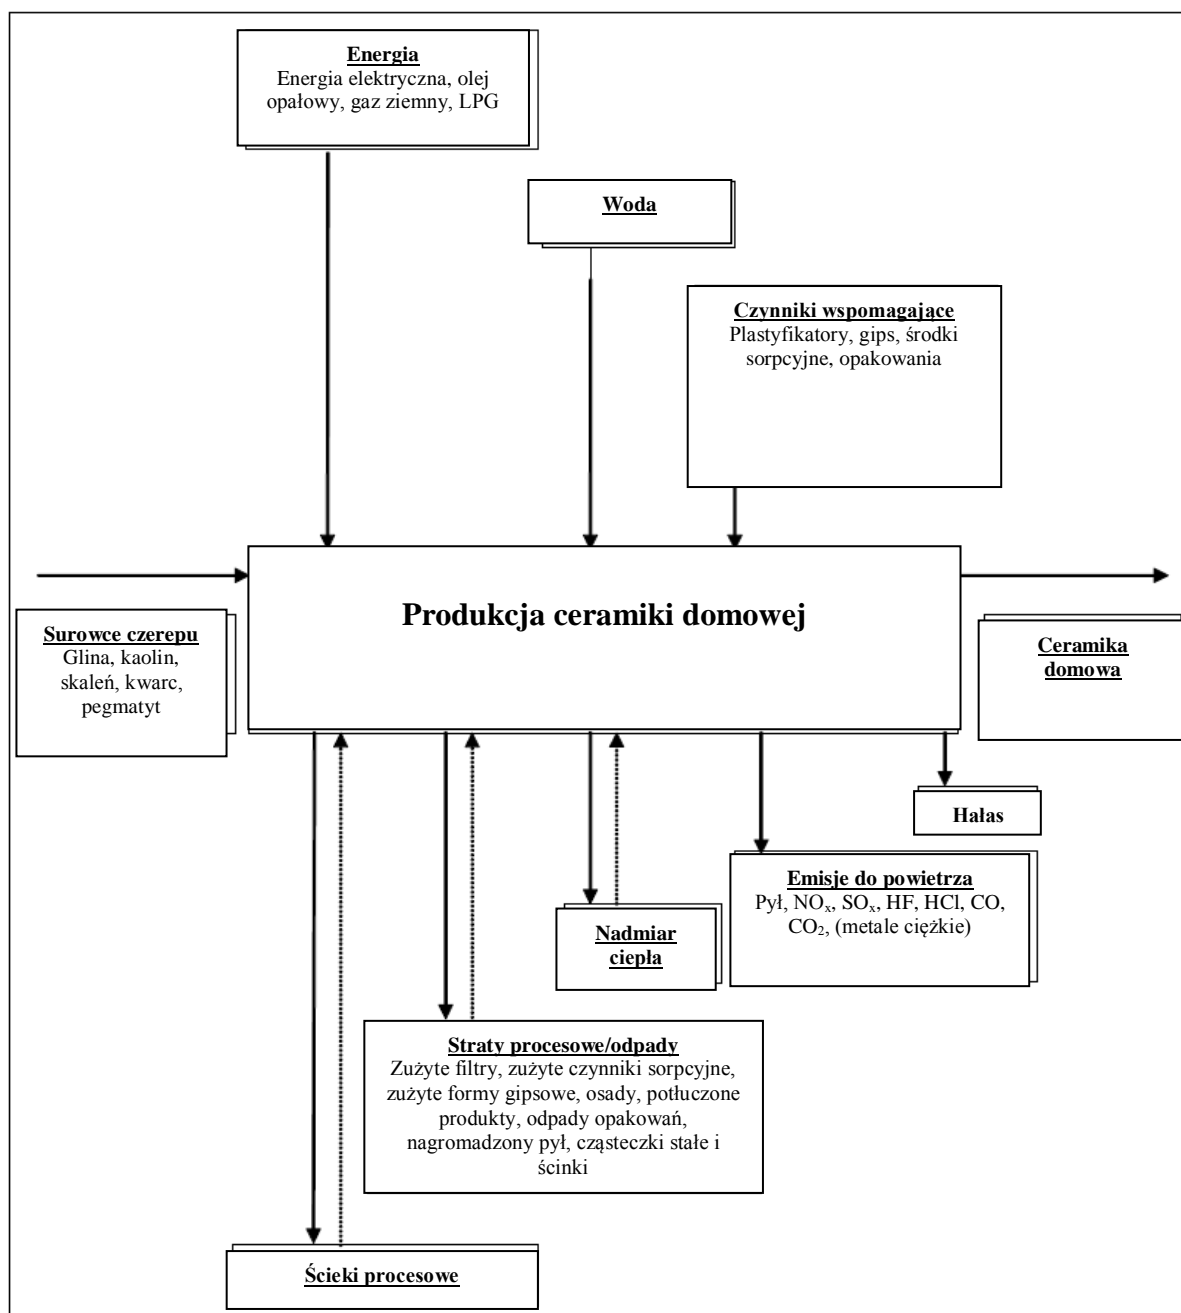 Energia
Energia elektryczna, olej
opałowy, gaz ziemny, LPG
Woda
Czynniki wspomagające
Plastyfikatory, gips, środki
sorpcyjne, opakowania
Produkcja ceramiki domowej
Surowce czerepu
Glina, kaolin,
skaleń, kwarc,
pegmatyt
Ceramika
domowa
Hałas
Emisje do powietrza
Pył, NOₓ, SOₓ, HF, HCl, CO,
CO₂, (metale ciężkie)
Nadmiar
ciepła
Straty procesowe/odpady
Zużyte filtry, zużyte czynniki sorpcyjne,
zużyte formy gipsowe, osady, potłuczone
produkty, odpady opakowań,
nagromadzony pył, cząsteczki stałe i
ścinki
Ścieki procesowe